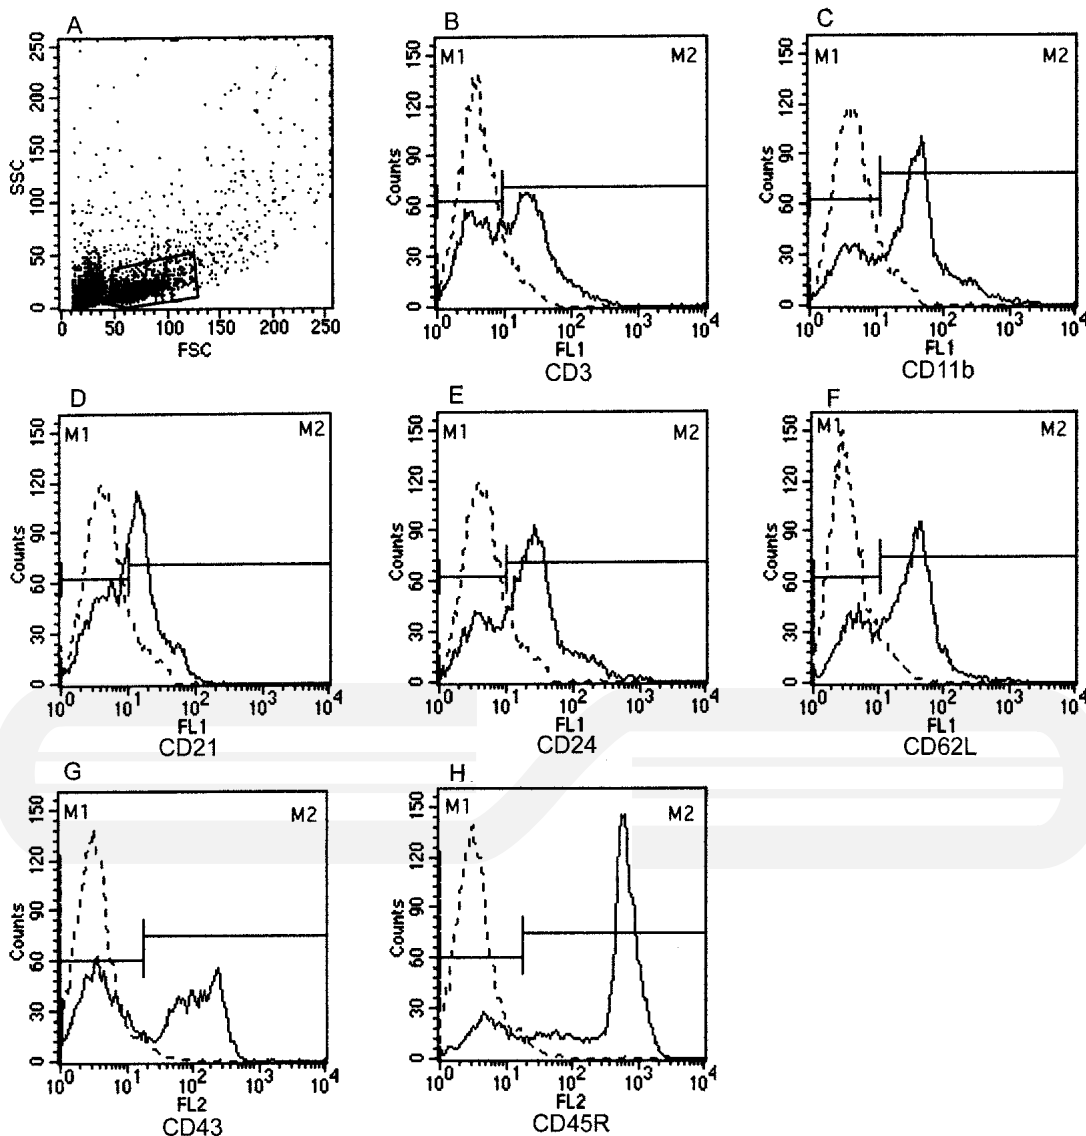 A
250
200
150
100
50
0
SSC
0 50 100 150 200 250
FSC
B
M1 M2
150
120
90
60
30
0
Counts
10⁰ 10¹ 10² 10³ 10⁴
FL1
CD3
C
M1 M2
150
120
90
60
30
0
Counts
10⁰ 10¹ 10² 10³ 10⁴
FL1
CD11b
D
M1 M2
150
120
90
60
30
0
Counts
10⁰ 10¹ 10² 10³ 10⁴
FL1
CD21
E
M1 M2
150
120
90
60
30
0
Counts
10⁰ 10¹ 10² 10³ 10⁴
FL1
CD24
F
M1 M2
150
120
90
60
30
0
Counts
10⁰ 10¹ 10² 10³ 10⁴
FL1
CD62L
G
M1 M2
150
120
90
60
30
0
Counts
10⁰ 10¹ 10² 10³ 10⁴
FL2
CD43
H
M1 M2
150
120
90
60
30
0
Counts
10⁰ 10¹ 10² 10³ 10⁴
FL2
CD45R